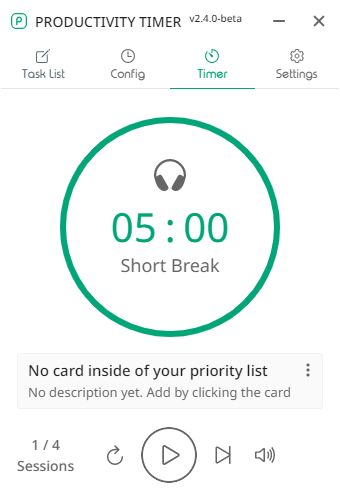 PRODUCTIVITY TIMER v2.4.0-beta
Task List Config Timer Settings
05 : 00
Short Break
No card inside of your priority list
No description yet. Add by clicking the card
1 / 4
Sessions